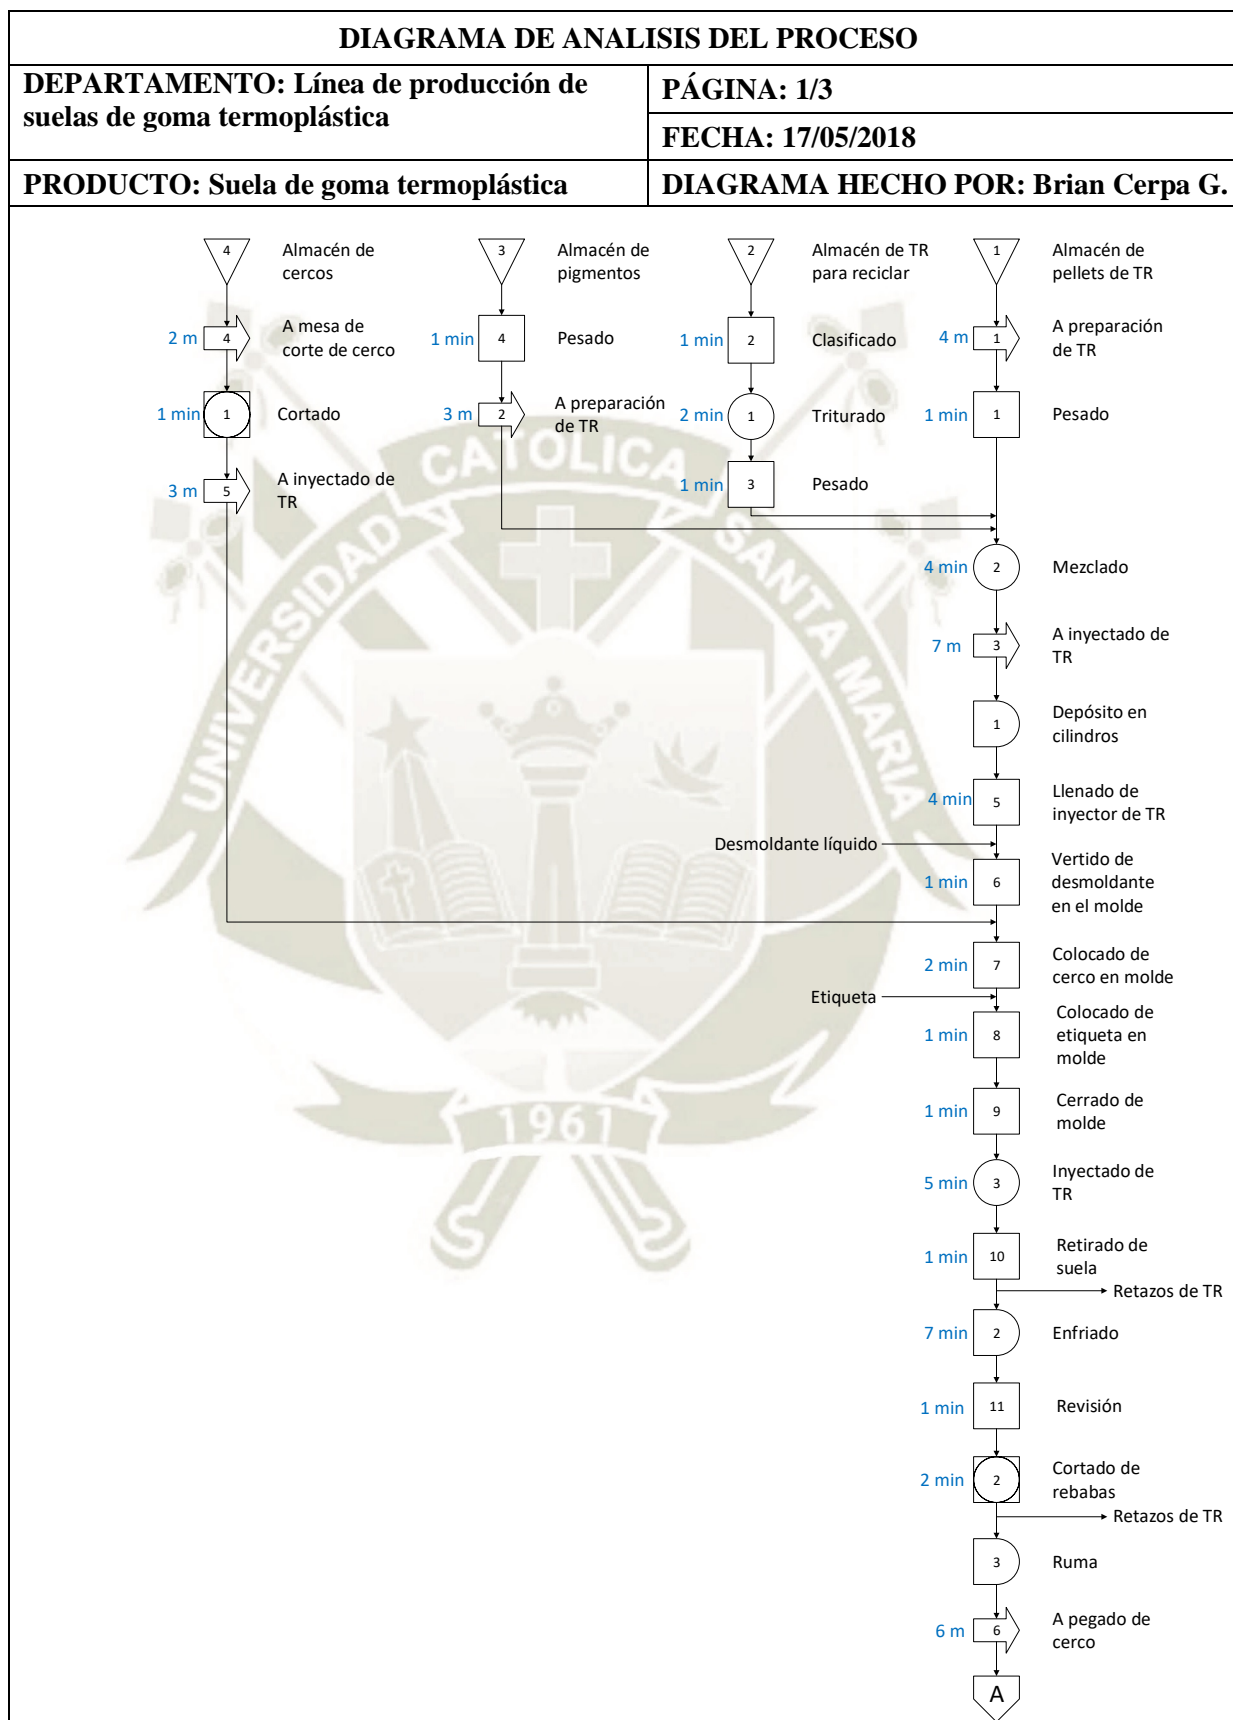 DIAGRAMA DE ANALISIS DEL PROCESO
DEPARTAMENTO: Línea de producción de
suelas de goma termoplástica
PÁGINA: 1/3
FECHA: 17/05/2018
PRODUCTO: Suela de goma termoplástica
DIAGRAMA HECHO POR: Brian Cerpa G.
4
Almacén de
cercos
3
Almacén de
pigmentos
2
Almacén de TR
para reciclar
1
Almacén de
pellets de TR
2 m
4
A mesa de
corte de cerco
1 min
4
Pesado
1 min
2
Clasificado
4 m
1
A preparación
de TR
1 min
1
Cortado
3 m
2
A preparación
de TR
2 min
1
Triturado
1 min
1
Pesado
3 m
5
A inyectado de
TR
1 min
3
Pesado
4 min
2
Mezclado
7 m
3
A inyectado de
TR
1
Depósito en
cilindros
4 min
5
Llenado de
inyector de TR
Desmoldante líquido
1 min
6
Vertido de
desmoldante
en el molde
2 min
7
Colocado de
cerco en molde
Etiqueta
1 min
8
Colocado de
etiqueta en
molde
1 min
9
Cerrado de
molde
5 min
3
Inyectado de
TR
1 min
10
Retirado de
suela
Retazos de TR
7 min
2
Enfriado
1 min
11
Revisión
2 min
2
Cortado de
rebabas
Retazos de TR
3
Ruma
6 m
6
A pegado de
cerco
A
UNIVERSIDAD CATOLICA SANTA MARIA
1961